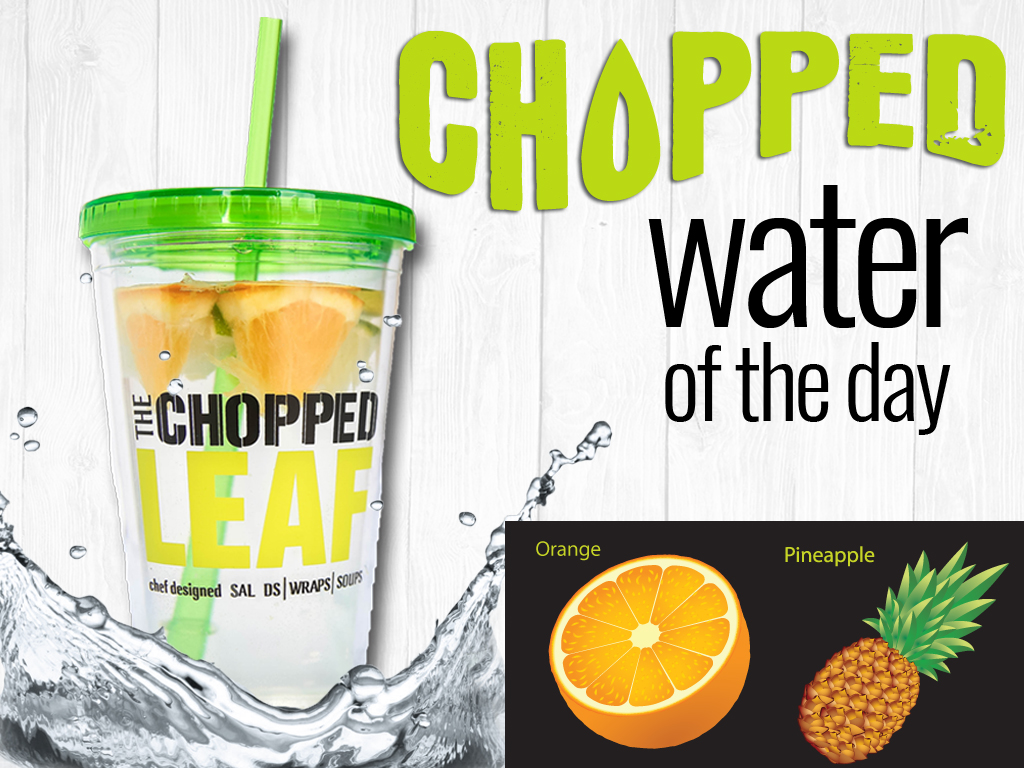 CHOPPED
water
of the day
THE CHOPPED
LEAF
chef designed SAL DS|WRAPS|SOUPS
Orange
Pineapple